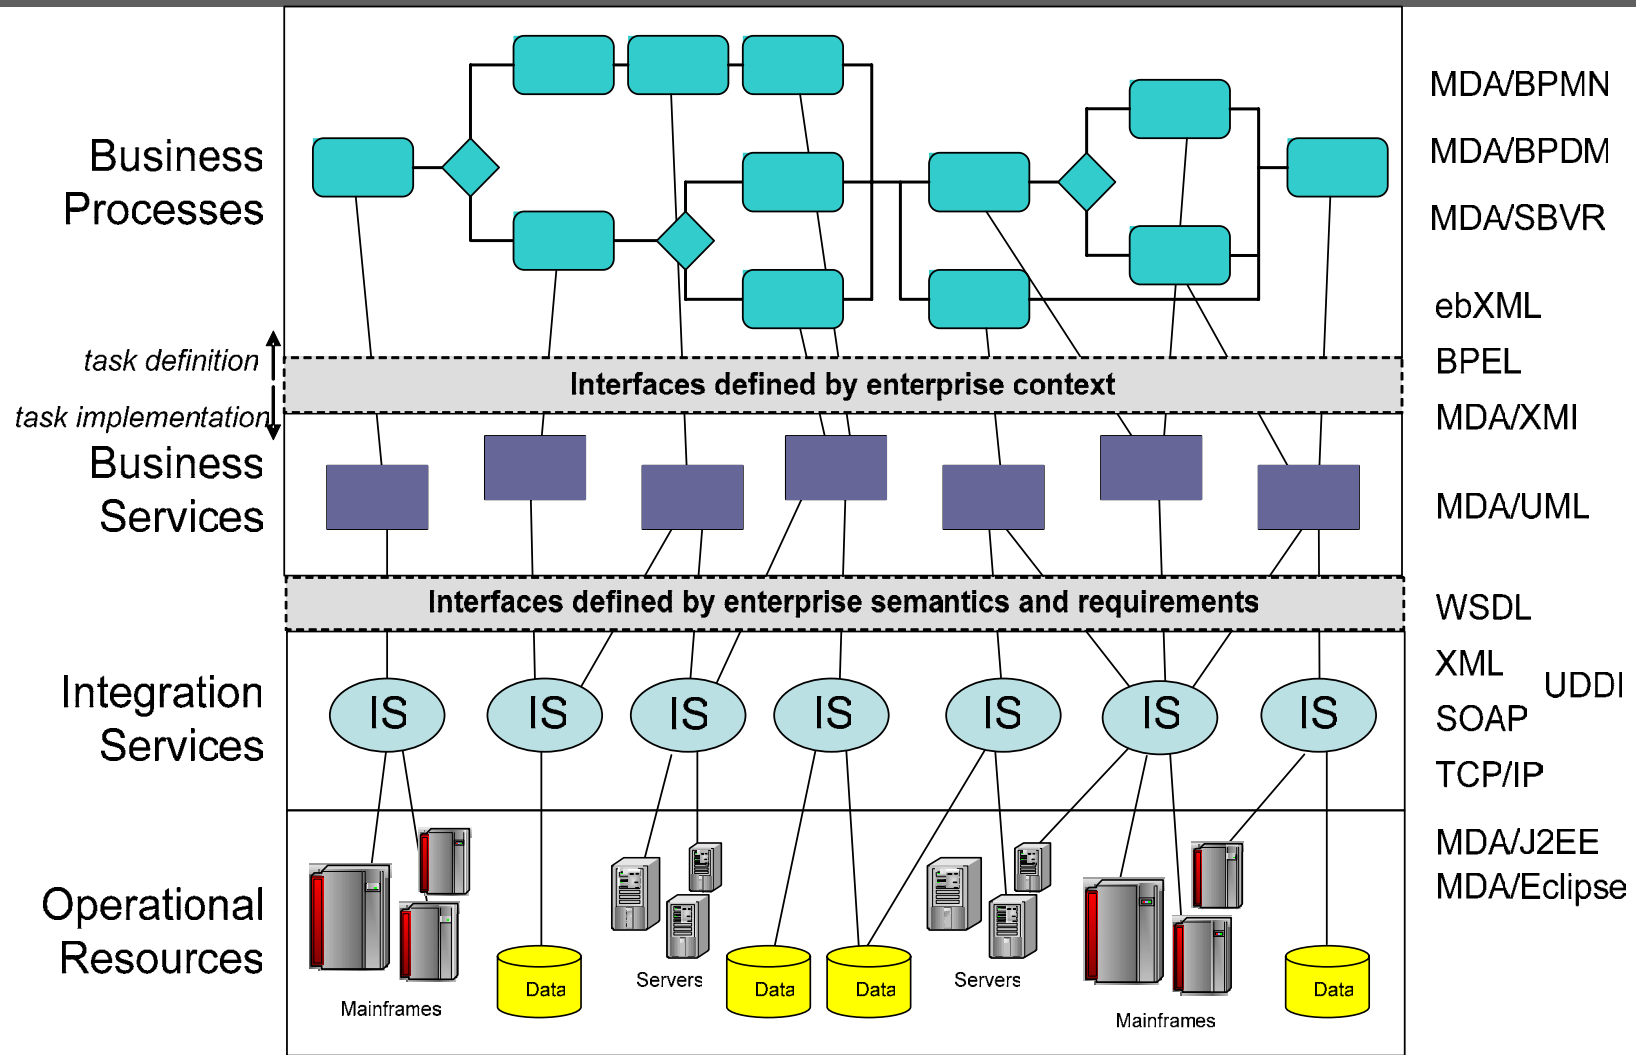 MDA/BPMN
Business
Processes
MDA/BPDM
MDA/SBVR
ebXML
task definition
BPEL
Interfaces defined by enterprise context
task implementation
MDA/XMI
Business
Services
MDA/UML
Interfaces defined by enterprise semantics and requirements
WSDL
XML
UDDI
Integration
Services
IS
IS
IS
IS
IS
IS
IS
SOAP
TCP/IP
MDA/J2EE
MDA/Eclipse
Operational
Resources
Mainframes
Data
Servers
Data
Data
Servers
Mainframes
Data